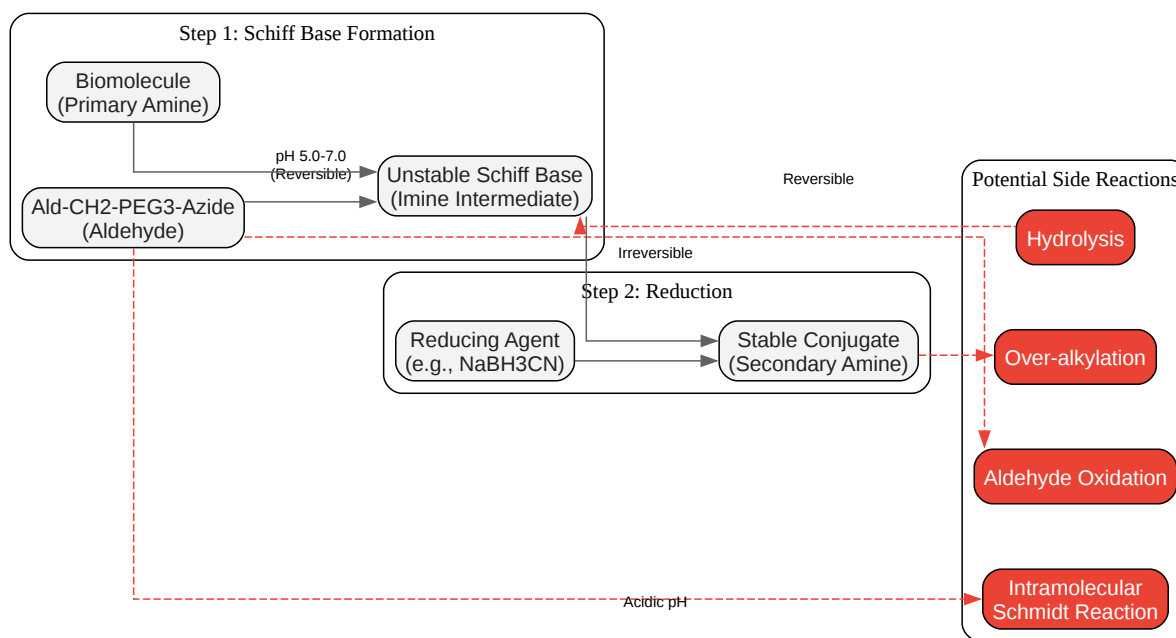 Step 1: Schiff Base Formation
Biomolecule
(Primary Amine)
pH 5.0-7.0
(Reversible)
Unstable Schiff Base
(Imine Intermediate)
Ald-CH2-PEG3-Azide
(Aldehyde)
Reversible
Irreversible
Step 2: Reduction
Reducing Agent
(e.g., NaBH3CN)
Stable Conjugate
(Secondary Amine)
Potential Side Reactions
Hydrolysis
Over-alkylation
Aldehyde Oxidation
Acidic pH
Intramolecular
Schmidt Reaction